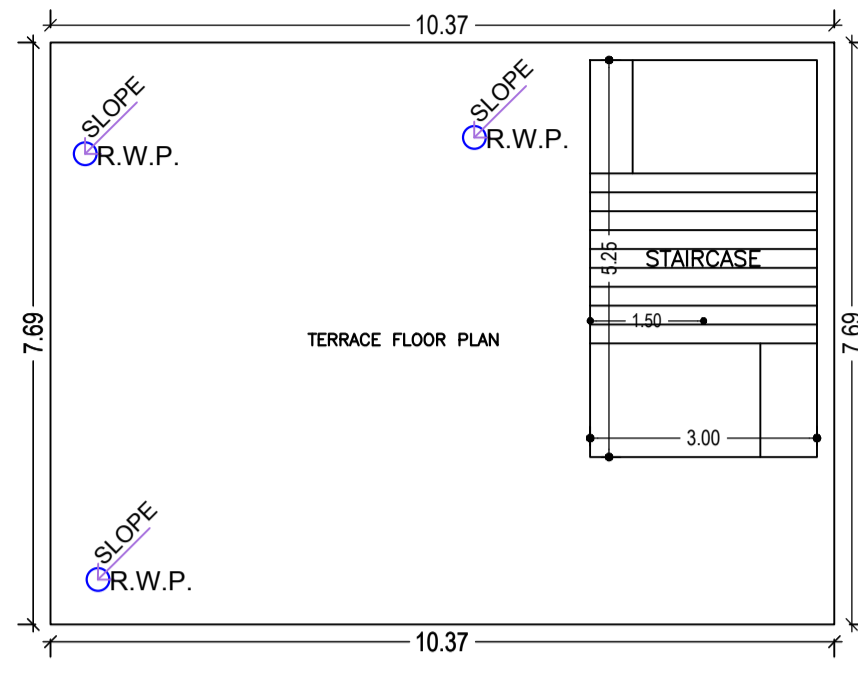 10.37
SLOPE
R.W.P.
SLOPE
R.W.P.
5.25
STAIRCASE
7.69
7.69
1.50
TERRACE FLOOR PLAN
3.00
SLOPE
R.W.P.
10.37